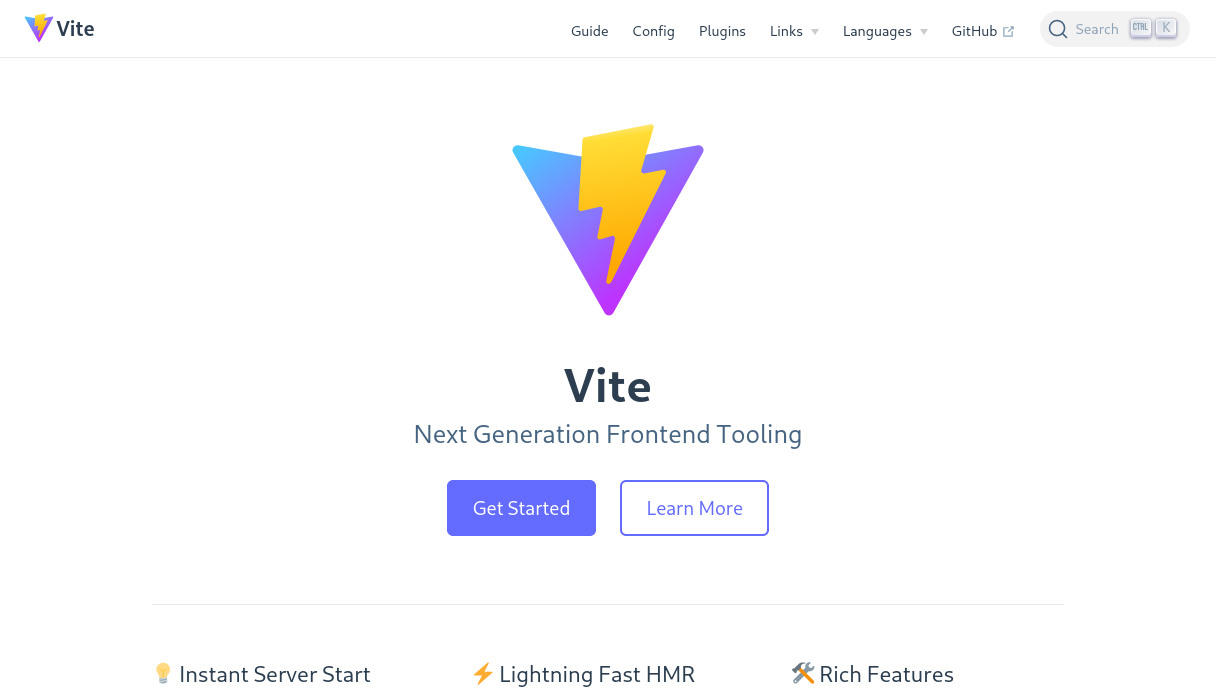 Vite
Guide Config Plugins Links Languages GitHub Search CTRL K
Vite
Next Generation Frontend Tooling
Get Started Learn More
Instant Server Start Lightning Fast HMR Rich Features